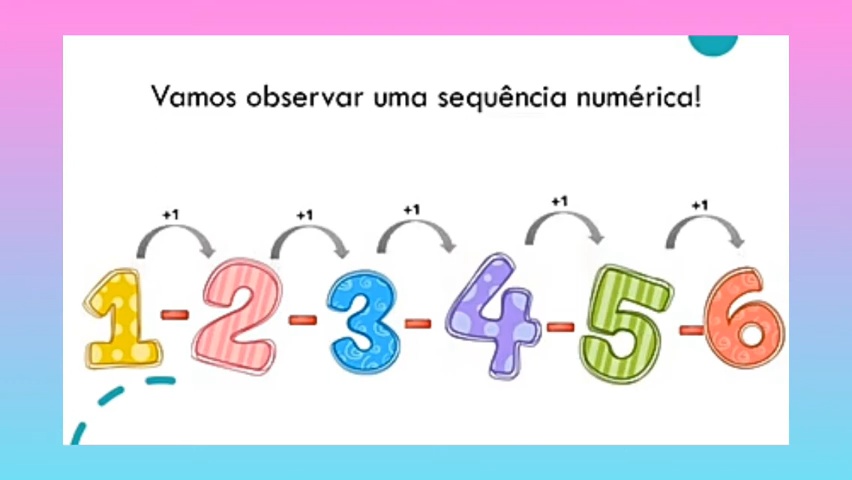 Vamos observar uma sequência numérica!
+1 +1 +1 +1 +1
1 - 2 - 3 - 4 - 5 - 6